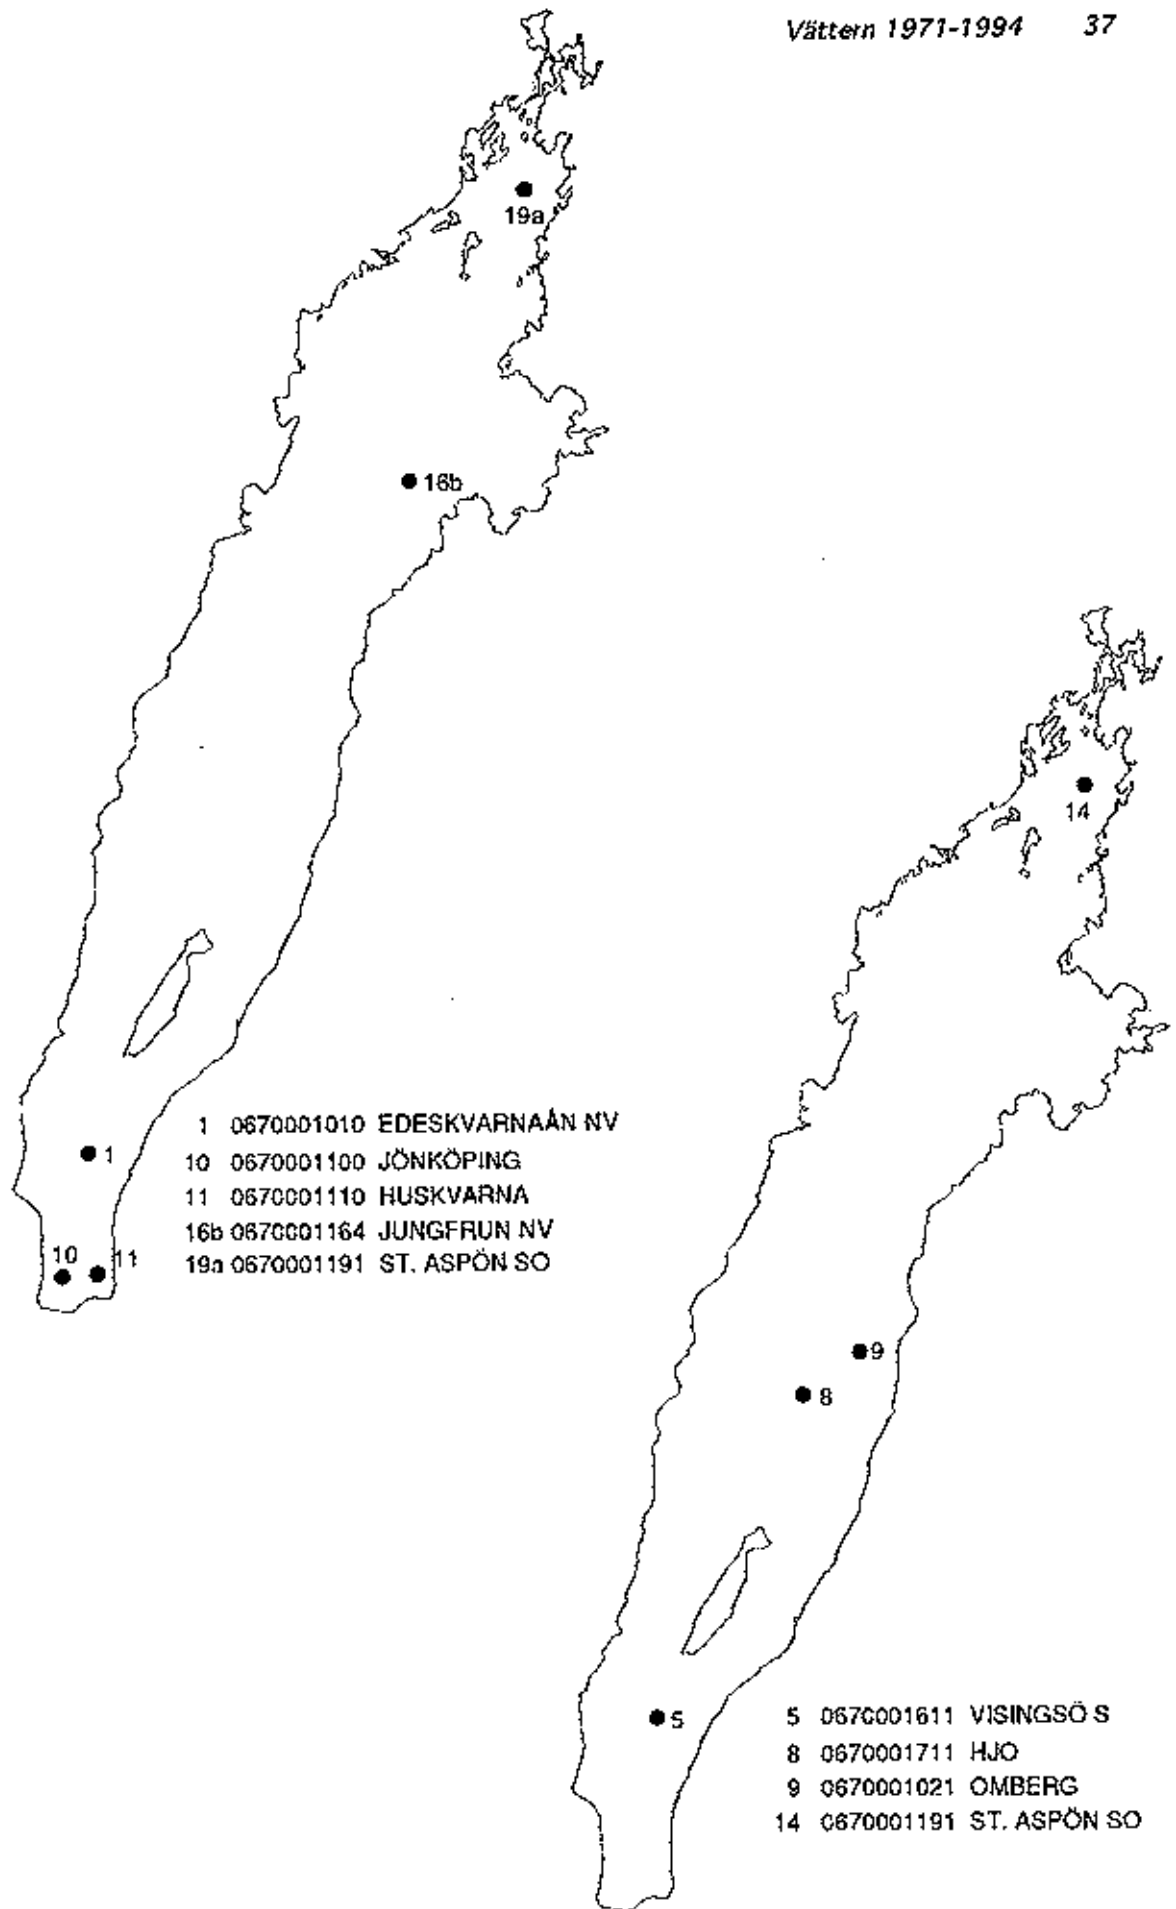 Vättern 1971-1994 37
19a
16b
14
1
10 11
1 0670001010 EDESKVARNAÅN NV
10 0670001100 JÖNKÖPING
11 0670001110 HUSKVARNA
16b 0670001164 JUNGFRUN NV
19a 0670001191 ST. ASPÖN SO
9
8
5
5 0670001611 VISINGSÖ S
8 0670001711 HJO
9 0670001021 OMBERG
14 0670001191 ST. ASPÖN SO